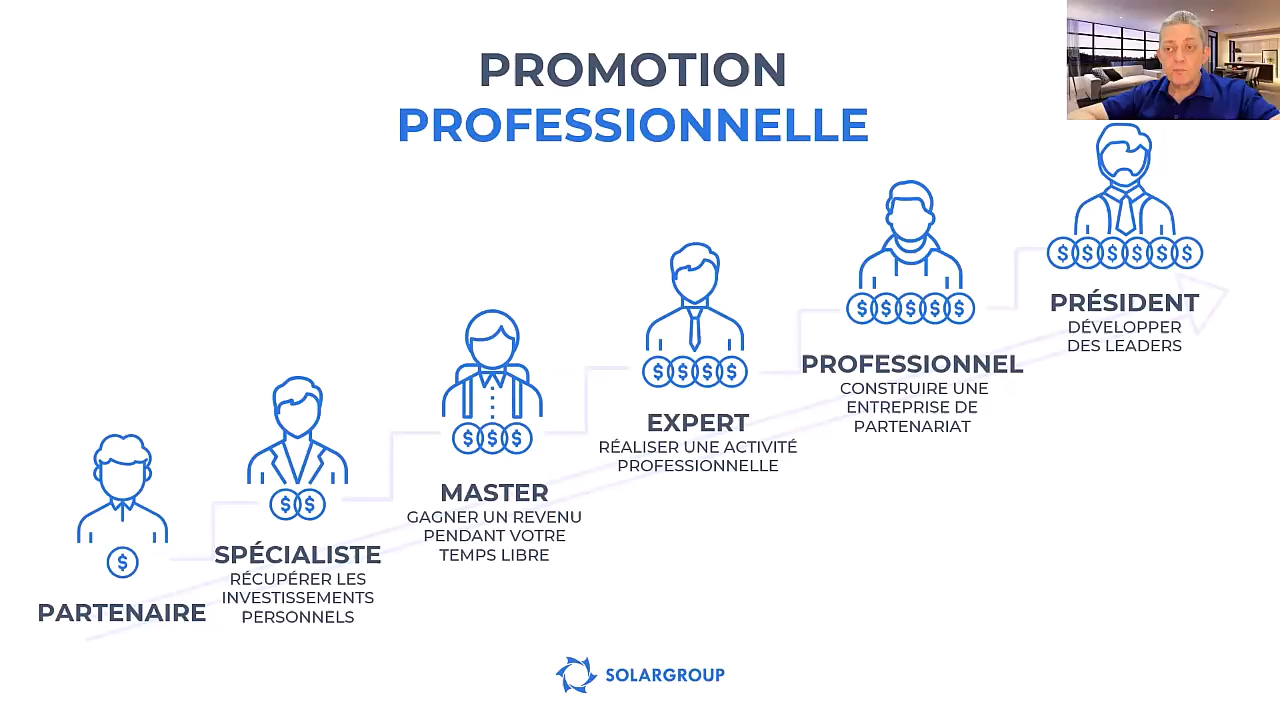 PROMOTION
PROFESSIONNELLE
PARTENAIRE
SPÉCIALISTE
RÉCUPÉRER LES
INVESTISSEMENTS
PERSONNELS
MASTER
GAGNER UN REVENU
PENDANT VOTRE
TEMPS LIBRE
EXPERT
RÉALISER UNE ACTIVITÉ
PROFESSIONNELLE
PROFESSIONNEL
CONSTRUIRE UNE
ENTREPRISE DE
PARTENARIAT
PRÉSIDENT
DÉVELOPPER
DES LEADERS
SOLARGROUP